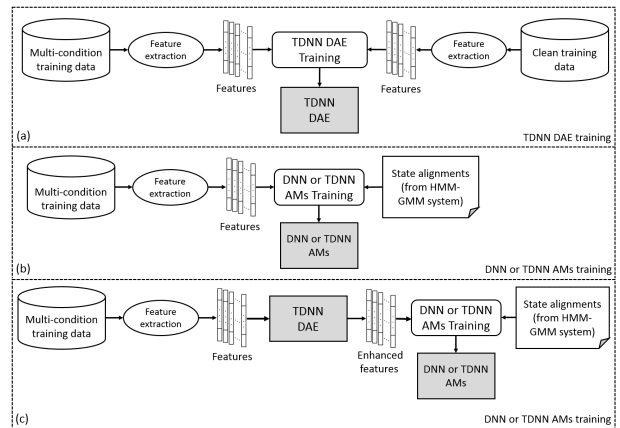 Multi-condition
training data
Feature
extraction
Features
TDNN DAE
Training
Features
Feature
extraction
Clean training
data
TDNN
DAE
(a)
TDNN DAE training
Multi-condition
training data
Feature
extraction
Features
DNN or TDNN
AMs Training
State alignments
(from HMM-
GMM system)
DNN or TDNN
AMs
(b)
DNN or TDNN AMs training
Multi-condition
training data
Feature
extraction
Features
TDNN
DAE
Enhanced
features
DNN or TDNN
AMs Training
State alignments
(from HMM-
GMM system)
DNN or TDNN
AMs
(c)
DNN or TDNN AMs training